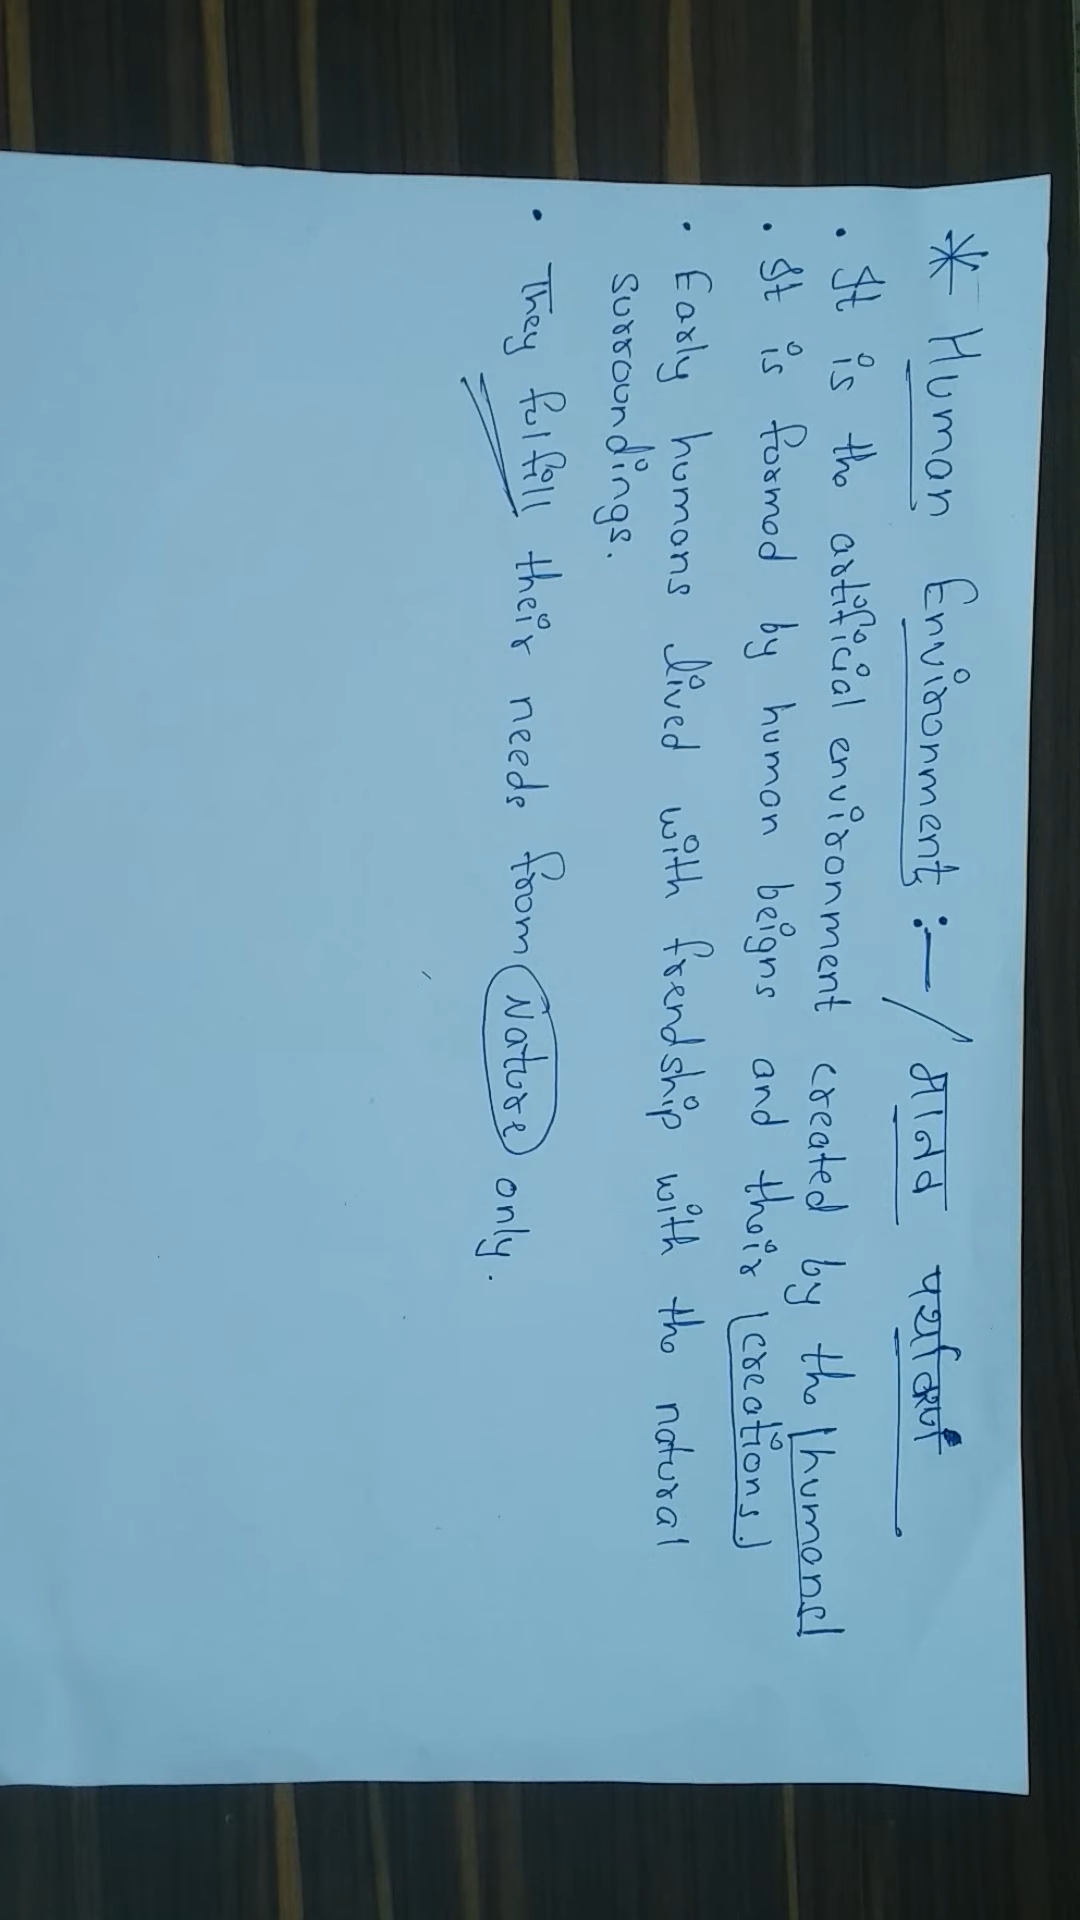 * Human Environment :- / मानव पर्यावरण
• It is the artificial environment created by the humans
• It is formed by human beigns and their creations.
• Early humans lived with frendship with the natural
surroundings.
• They fulfill their needs from Nature only.